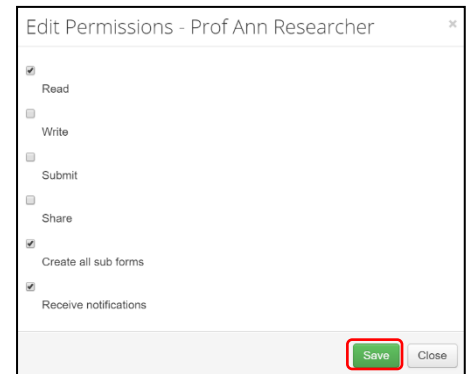 Edit Permissions - Prof Ann Researcher ×
Read
Write
Submit
Share
Create all sub forms
Receive notifications
Save Close